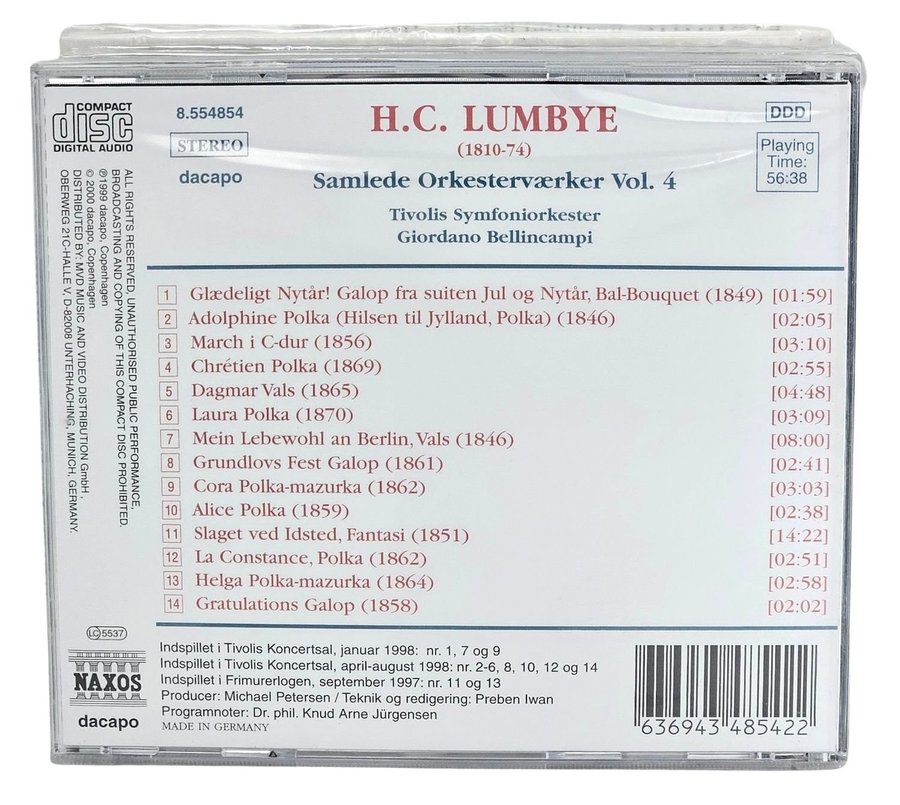 COMPACT
disc
DIGITAL AUDIO
8.554854
STEREO
dacapo
H.C. LUMBYE
(1810-74)
Samlede Orkesterværker Vol. 4
Tivolis Symfoniorkester
Giordano Bellincampi
DDD
Playing
Time:
56:38
ALL RIGHTS RESERVED, UNAUTHORISED PUBLIC PERFORMANCE,
BROADCASTING AND COPYING OF THIS COMPACT DISC PROHIBITED.
℗1999 dacapo, Copenhagen
© 2000 dacapo, Copenhagen
DISTRIBUTED BY: MVD MUSIC AND VIDEO DISTRIBUTION GmbH,
OBERWEG 21C-HALLE V, D-82008 UNTERHACHING, MUNICH, GERMANY.
1 Glædeligt Nytår! Galop fra suiten Jul og Nytår, Bal-Bouquet (1849) [01:59]
2 Adolphine Polka (Hilsen til Jylland, Polka) (1846) [02:05]
3 March i C-dur (1856) [03:10]
4 Chrétien Polka (1869) [02:55]
5 Dagmar Vals (1865) [04:48]
6 Laura Polka (1870) [03:09]
7 Mein Lebewohl an Berlin, Vals (1846) [08:00]
8 Grundlovs Fest Galop (1861) [02:41]
9 Cora Polka-mazurka (1862) [03:03]
10 Alice Polka (1859) [02:38]
11 Slaget ved Idsted, Fantasi (1851) [14:22]
12 La Constance, Polka (1862) [02:51]
13 Helga Polka-mazurka (1864) [02:58]
14 Gratulations Galop (1858) [02:02]
LC 5537
NAXOS
dacapo
Indspillet i Tivolis Koncertsal, januar 1998: nr. 1, 7 og 9
Indspillet i Tivolis Koncertsal, april-august 1998: nr. 2-6, 8, 10, 12 og 14
Indspillet i Frimurerlogen, september 1997: nr. 11 og 13
Producer: Michael Petersen / Teknik og redigering: Preben Iwan
Programnoter: Dr. phil. Knud Arne Jürgensen
MADE IN GERMANY
636943 485422